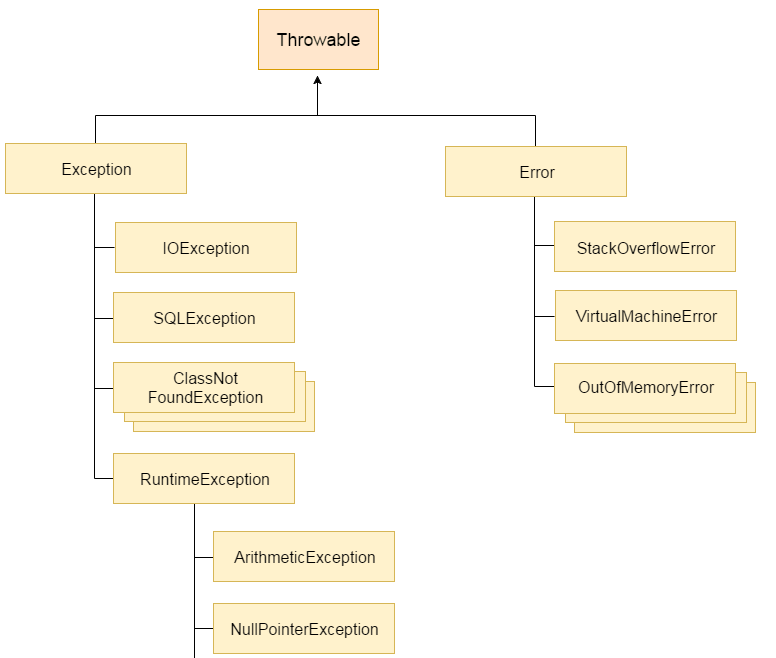 Throwable
Exception
Error
IOException
StackOverflowError
SQLException
VirtualMachineError
ClassNot
FoundException
OutOfMemoryError
RuntimeException
ArithmeticException
NullPointerException